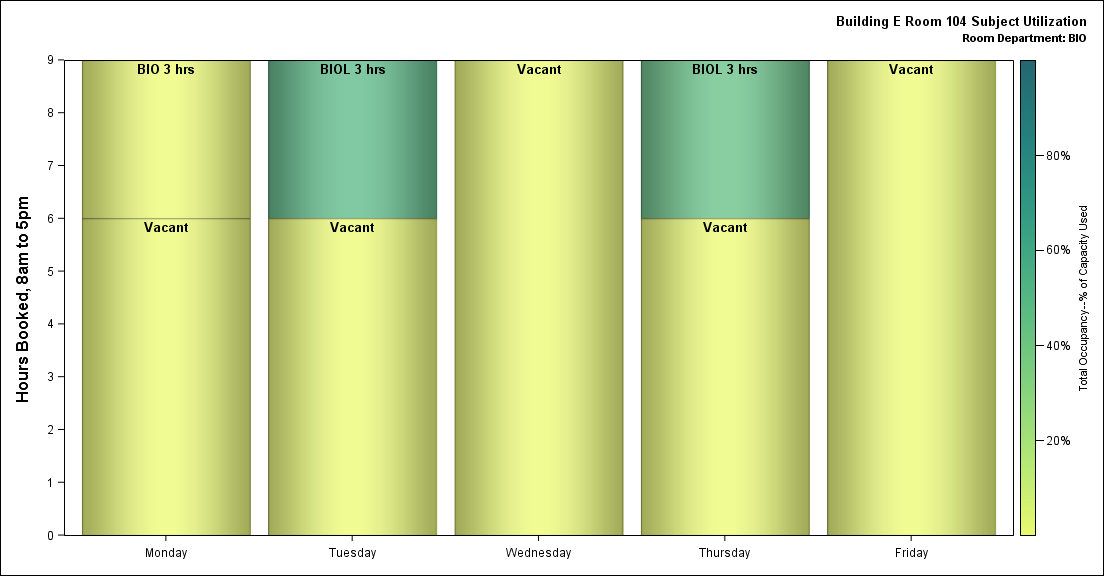 Building E Room 104 Subject Utilization
Room Department: BIO
Hours Booked, 8am to 5pm
9
8
7
6
5
4
3
2
1
0
BIO 3 hrs
BIOL 3 hrs
Vacant
BIOL 3 hrs
Vacant
Vacant
Vacant
Vacant
Monday
Tuesday
Wednesday
Thursday
Friday
80%
60%
40%
20%
Total Occupancy--% of Capacity Used